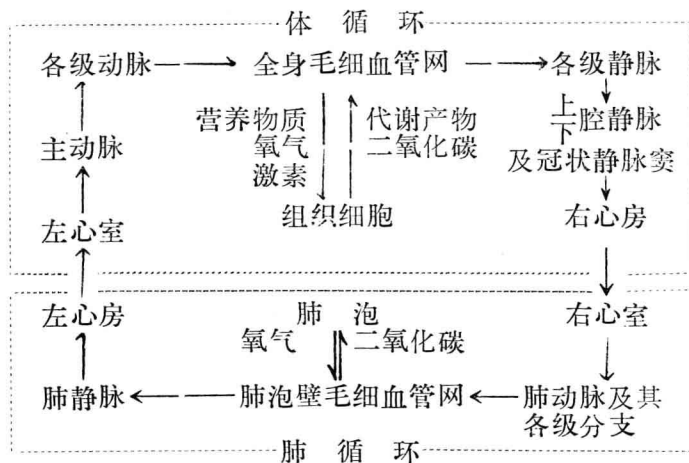 体 循 环
各级动脉 全身毛细血管网 各级静脉
营养物质 代谢产物 上下腔静脉
主动脉 氧气 二氧化碳 及冠状静脉窦
激素
左心室 组织细胞 右心房
左心房 肺 泡 右心室
氧气 二氧化碳
肺静脉 肺泡壁毛细血管网 肺动脉及其
各级分支
肺 循 环